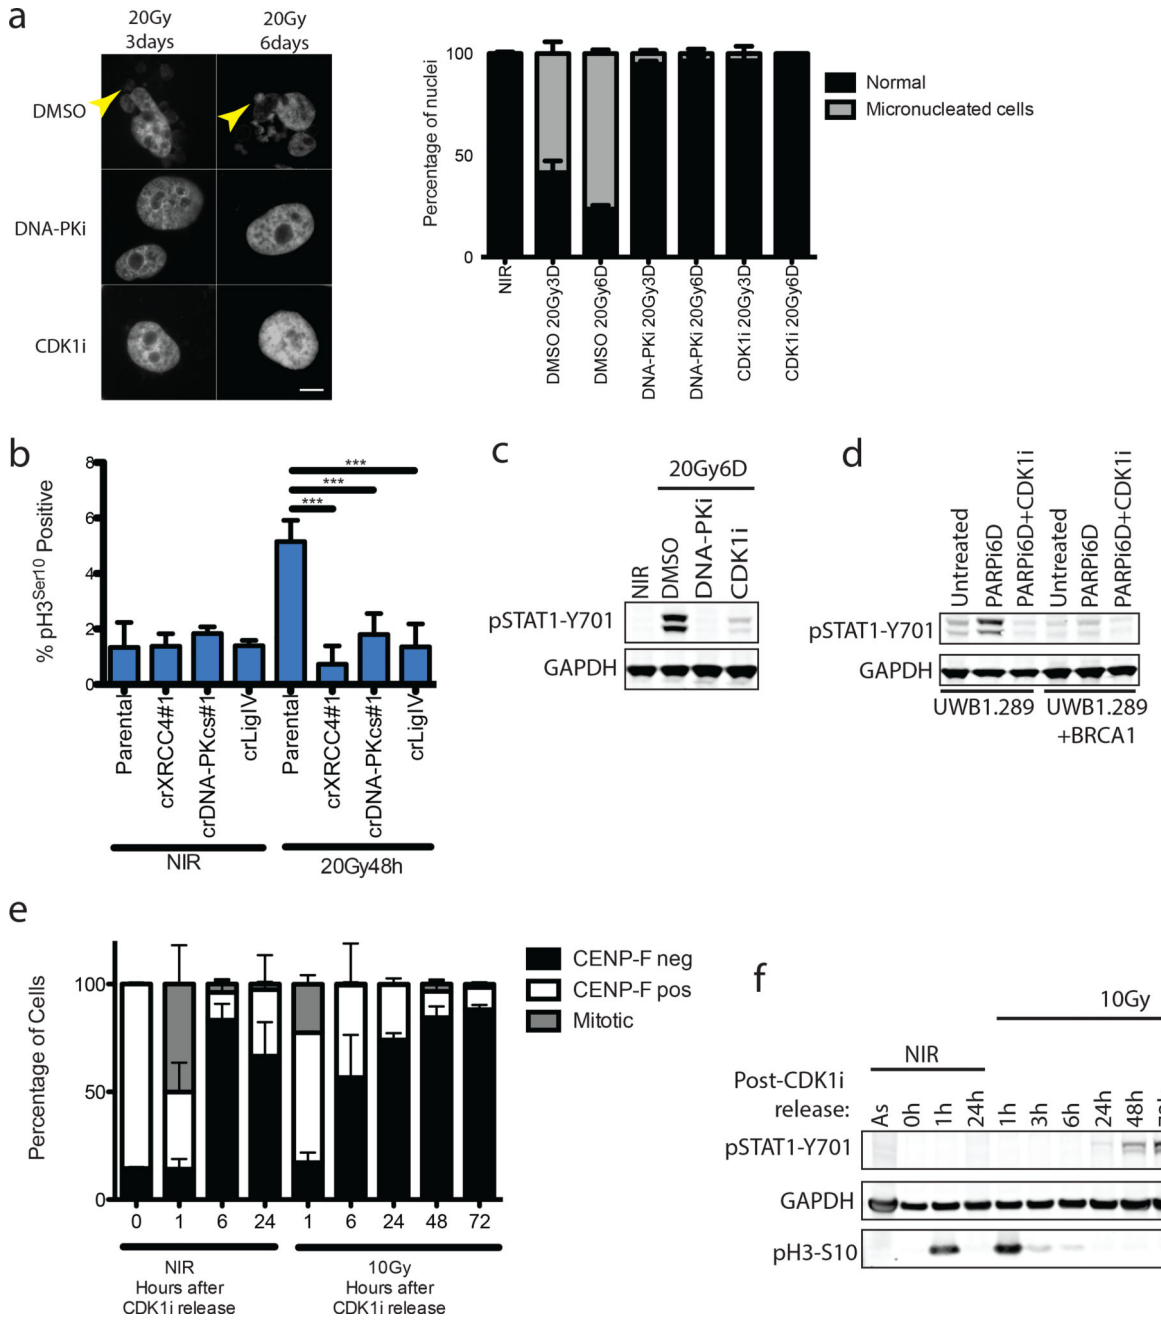 a
20Gy
3days
20Gy
6days
DMSO
DNA-PKi
CDK1i
Percentage of nuclei
100
50
0
NIR
DMSO 20Gy3D
DMSO 20Gy6D
DNA-PKi 20Gy3D
DNA-PKi 20Gy6D
CDK1i 20Gy3D
CDK1i 20Gy6D
Normal
Micronucleated cells
b
% pH3Ser10 Positive
8
6
4
2
0
***
***
***
Parental
crXRCC4#1
crDNA-PKcs#1
crLigIV
Parental
crXRCC4#1
crDNA-PKcs#1
crLigIV
NIR
20Gy48h
c
20Gy6D
NIR
DMSO
DNA-PKi
CDK1i
pSTAT1-Y701
GAPDH
d
Untreated
PARPi6D
PARPi6D+CDK1i
Untreated
PARPi6D
PARPi6D+CDK1i
pSTAT1-Y701
GAPDH
UWB1.289
UWB1.289
+BRCA1
e
Percentage of Cells
100
50
0
0 1 6 24 1 6 24 48 72
NIR
Hours after
CDK1i release
10Gy
Hours after
CDK1i release
CENP-F neg
CENP-F pos
Mitotic
f
10Gy
NIR
Post-CDK1i
release:
As
0h
1h
24h
1h
3h
6h
24h
48h
pSTAT1-Y701
GAPDH
pH3-S10